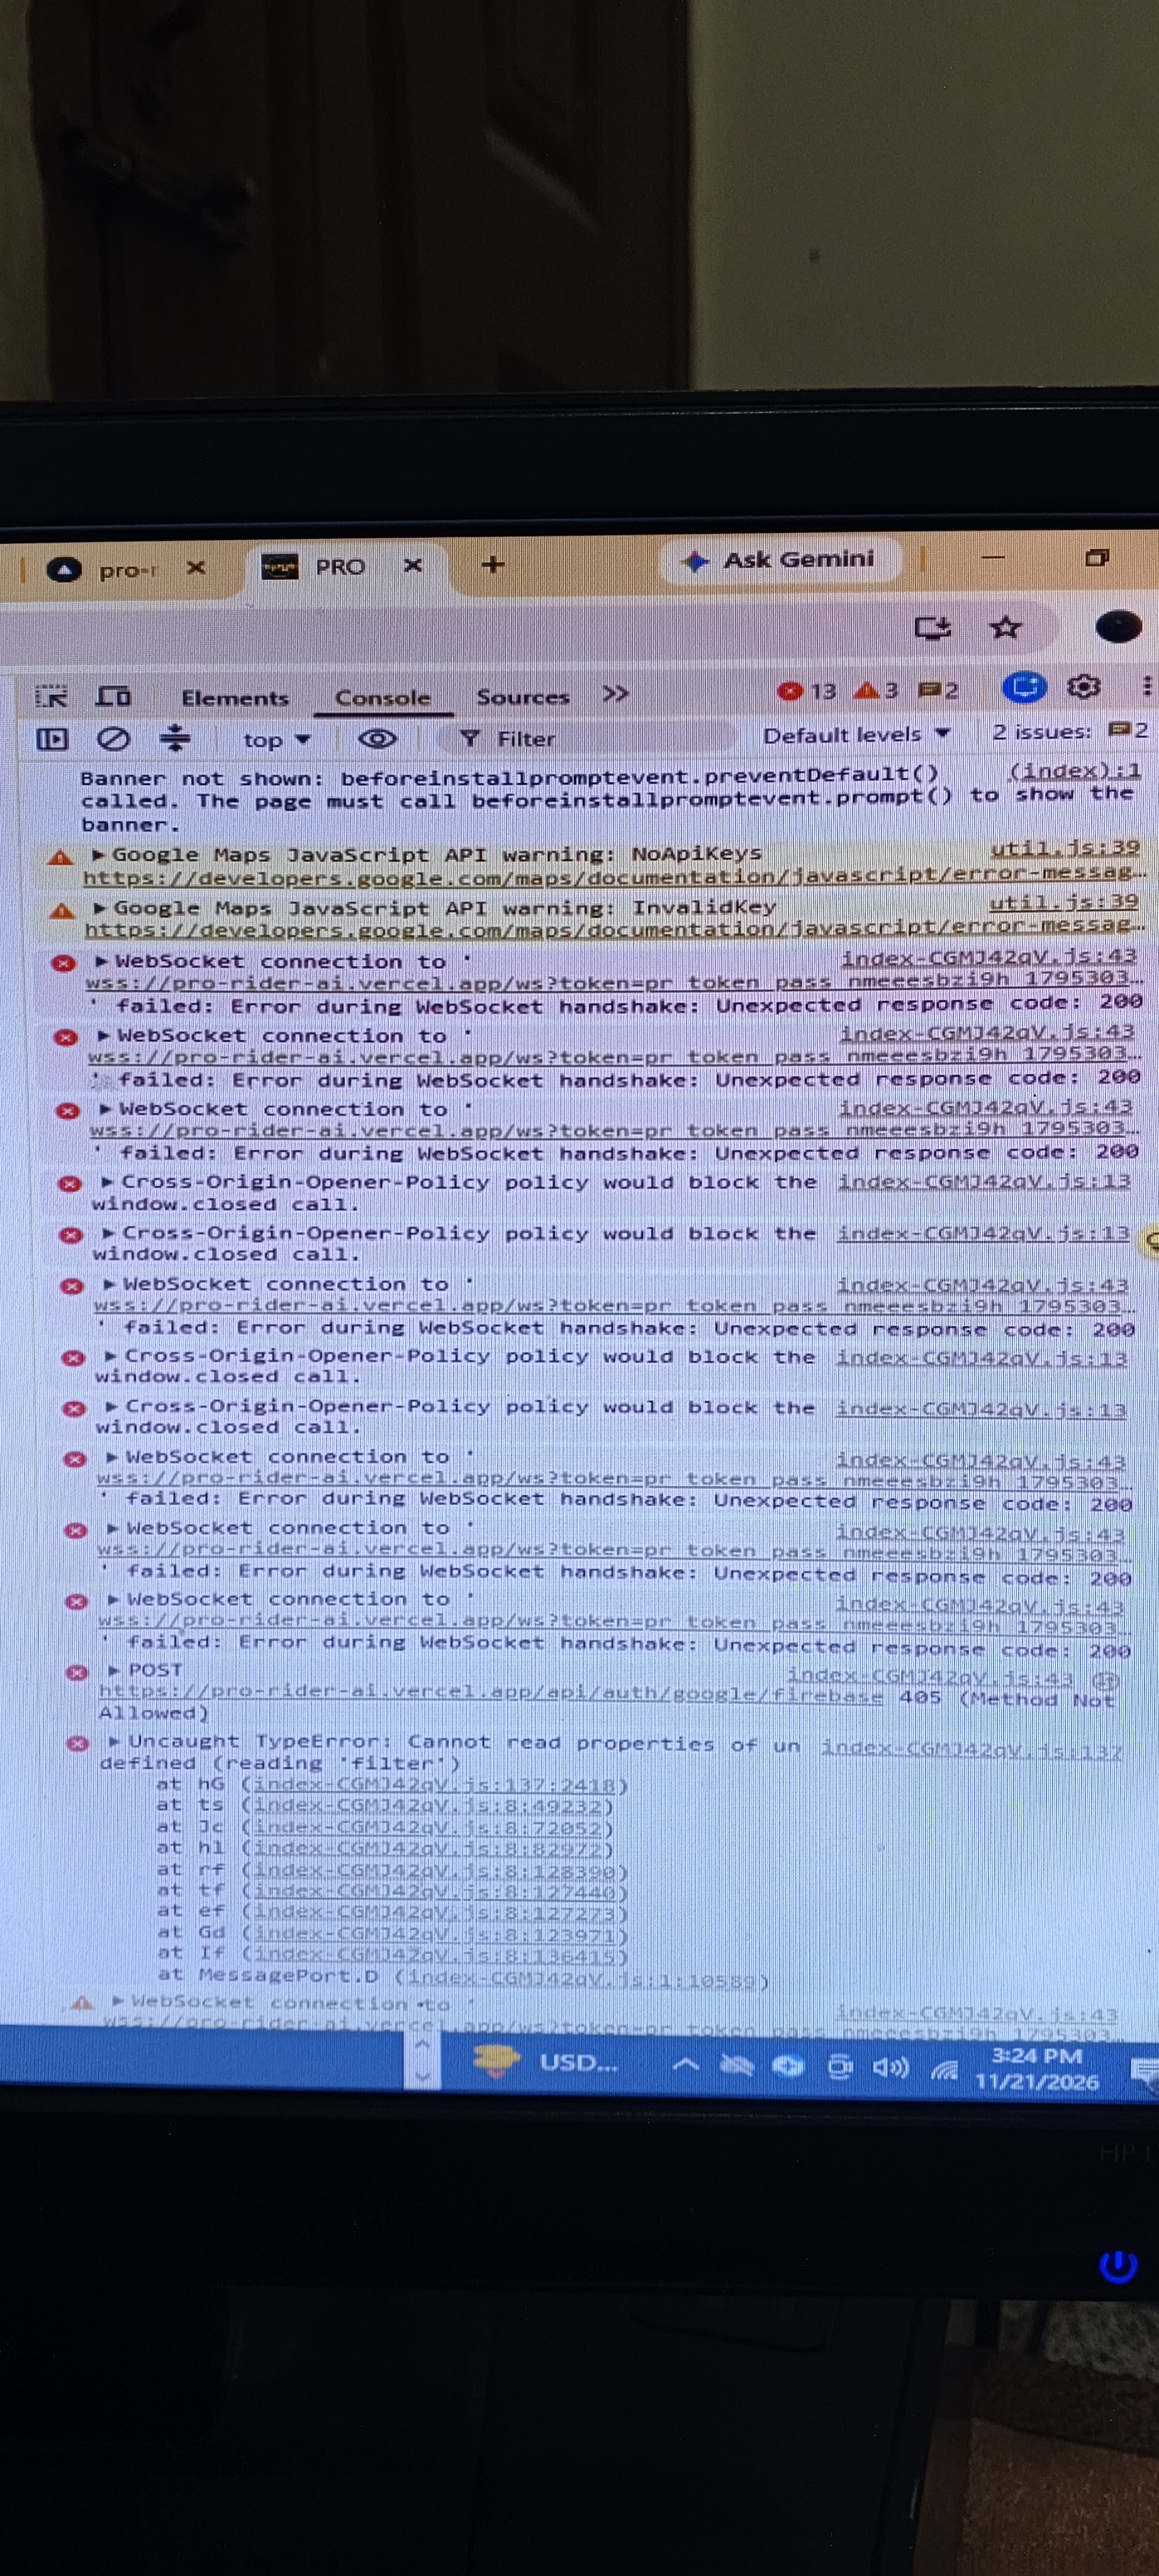 pro-r
PRO
Ask Gemini
Elements Console Sources 13 3 2
top Filter Default levels 2 issues: 2
Banner not shown: beforeinstallpromptevent.preventDefault() (index):1
called. The page must call beforeinstallpromptevent.prompt() to show the
banner.
Google Maps JavaScript API warning: NoApiKeys util.js:39
https://developers.google.com/maps/documentation/javascript/error-messag…
Google Maps JavaScript API warning: InvalidKey util.js:39
https://developers.google.com/maps/documentation/javascript/error-messag…
WebSocket connection to ' index-CGMJ42qV.js:43
wss://pro-rider-ai.vercel.app/ws?token=pr_token_pass_nmeeesbzi9h_1795303…
' failed: Error during WebSocket handshake: Unexpected response code: 200
WebSocket connection to ' index-CGMJ42qV.js:43
wss://pro-rider-ai.vercel.app/ws?token=pr_token_pass_nmeeesbzi9h_1795303…
' failed: Error during WebSocket handshake: Unexpected response code: 200
WebSocket connection to ' index-CGMJ42qV.js:43
wss://pro-rider-ai.vercel.app/ws?token=pr_token_pass_nmeeesbzi9h_1795303…
' failed: Error during WebSocket handshake: Unexpected response code: 200
Cross-Origin-Opener-Policy policy would block the index-CGMJ42qV.js:13
window.closed call.
Cross-Origin-Opener-Policy policy would block the index-CGMJ42qV.js:13
window.closed call.
WebSocket connection to ' index-CGMJ42qV.js:43
wss://pro-rider-ai.vercel.app/ws?token=pr_token_pass_nmeeesbzi9h_1795303…
' failed: Error during WebSocket handshake: Unexpected response code: 200
Cross-Origin-Opener-Policy policy would block the index-CGMJ42qV.js:13
window.closed call.
Cross-Origin-Opener-Policy policy would block the index-CGMJ42qV.js:13
window.closed call.
WebSocket connection to ' index-CGMJ42qV.js:43
wss://pro-rider-ai.vercel.app/ws?token=pr_token_pass_nmeeesbzi9h_1795303…
' failed: Error during WebSocket handshake: Unexpected response code: 200
WebSocket connection to ' index-CGMJ42qV.js:43
wss://pro-rider-ai.vercel.app/ws?token=pr_token_pass_nmeeesbzi9h_1795303…
' failed: Error during WebSocket handshake: Unexpected response code: 200
WebSocket connection to ' index-CGMJ42qV.js:43
wss://pro-rider-ai.vercel.app/ws?token=pr_token_pass_nmeeesbzi9h_1795303…
' failed: Error during WebSocket handshake: Unexpected response code: 200
POST index-CGMJ42qV.js:43
https://pro-rider-ai.vercel.app/api/auth/google/firebase 405 (Method Not
Allowed)
Uncaught TypeError: Cannot read properties of un index-CGMJ42qV.js:137
defined (reading 'filter')
at hG (index-CGMJ42qV.js:137:2418)
at ts (index-CGMJ42qV.js:8:49232)
at Jc (index-CGMJ42qV.js:8:72052)
at hl (index-CGMJ42qV.js:8:82972)
at rf (index-CGMJ42qV.js:8:128390)
at tf (index-CGMJ42qV.js:8:127440)
at ef (index-CGMJ42qV.js:8:127273)
at Gd (index-CGMJ42qV.js:8:123971)
at If (index-CGMJ42qV.js:8:136415)
at MessagePort.D (index-CGMJ42qV.js:1:10589)
WebSocket connection to ' index-CGMJ42qV.js:43
wss://pro-rider-ai.vercel.app/ws?token=pr_token_pass_nmeeesbzi9h_1795303…
USD...
3:24 PM
11/21/2026
HP